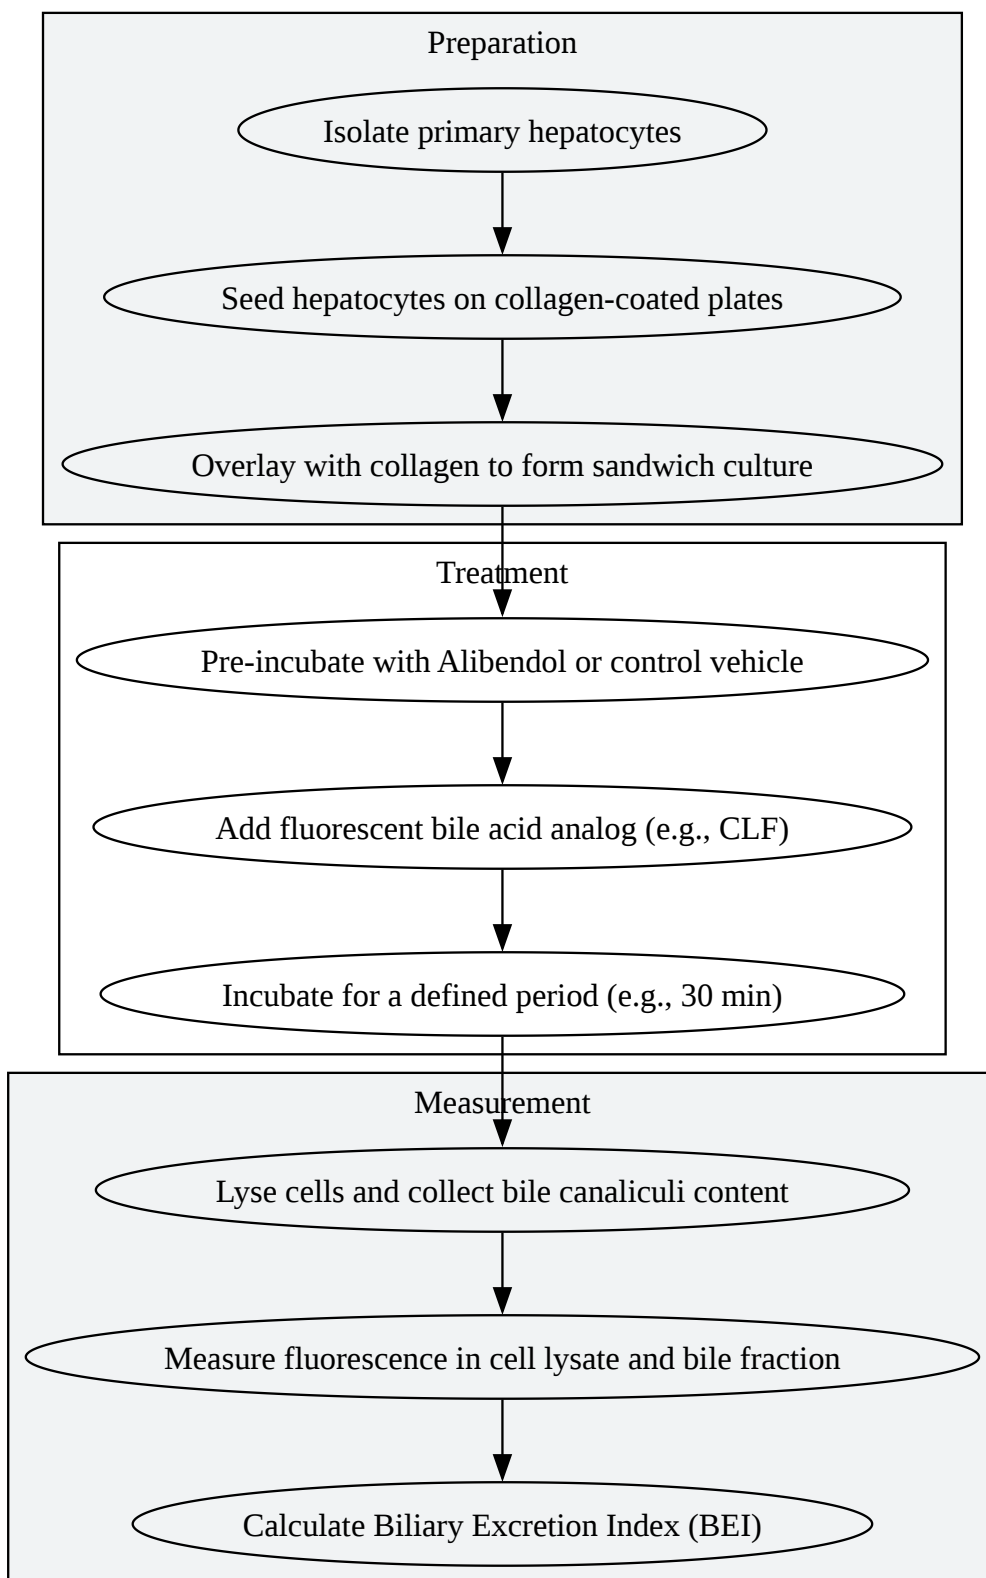 Preparation
Isolate primary hepatocytes
Seed hepatocytes on collagen-coated plates
Overlay with collagen to form sandwich culture
Treatment
Pre-incubate with Alibendol or control vehicle
Add fluorescent bile acid analog (e.g., CLF)
Incubate for a defined period (e.g., 30 min)
Measurement
Lyse cells and collect bile canaliculi content
Measure fluorescence in cell lysate and bile fraction
Calculate Biliary Excretion Index (BEI)